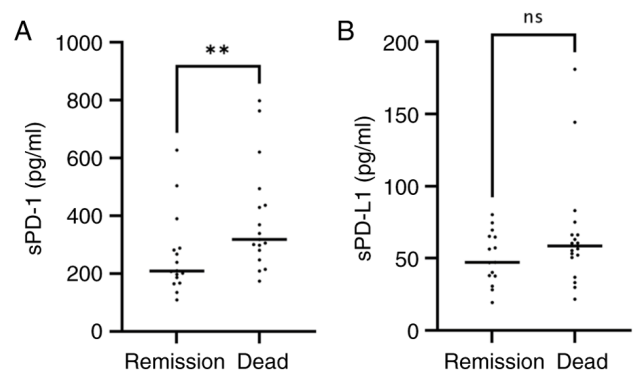 A
sPD-1 (pg/ml)
1000
800
600
400
200
0
**
Remission Dead
B
sPD-L1 (pg/ml)
200
150
100
50
0
ns
Remission Dead